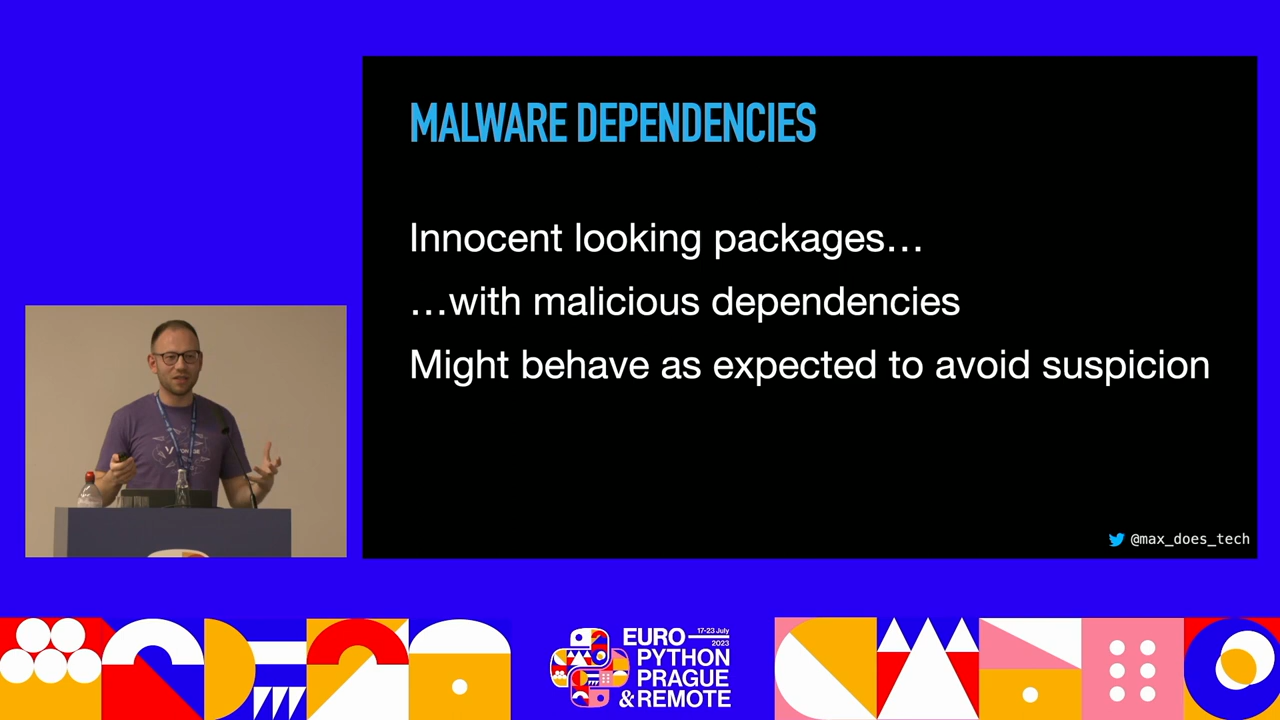 MALWARE DEPENDENCIES
Innocent looking packages…
…with malicious dependencies
Might behave as expected to avoid suspicion
@max_does_tech
17-23 July
2023
EURO
PYTHON
PRAGUE
& REMOTE